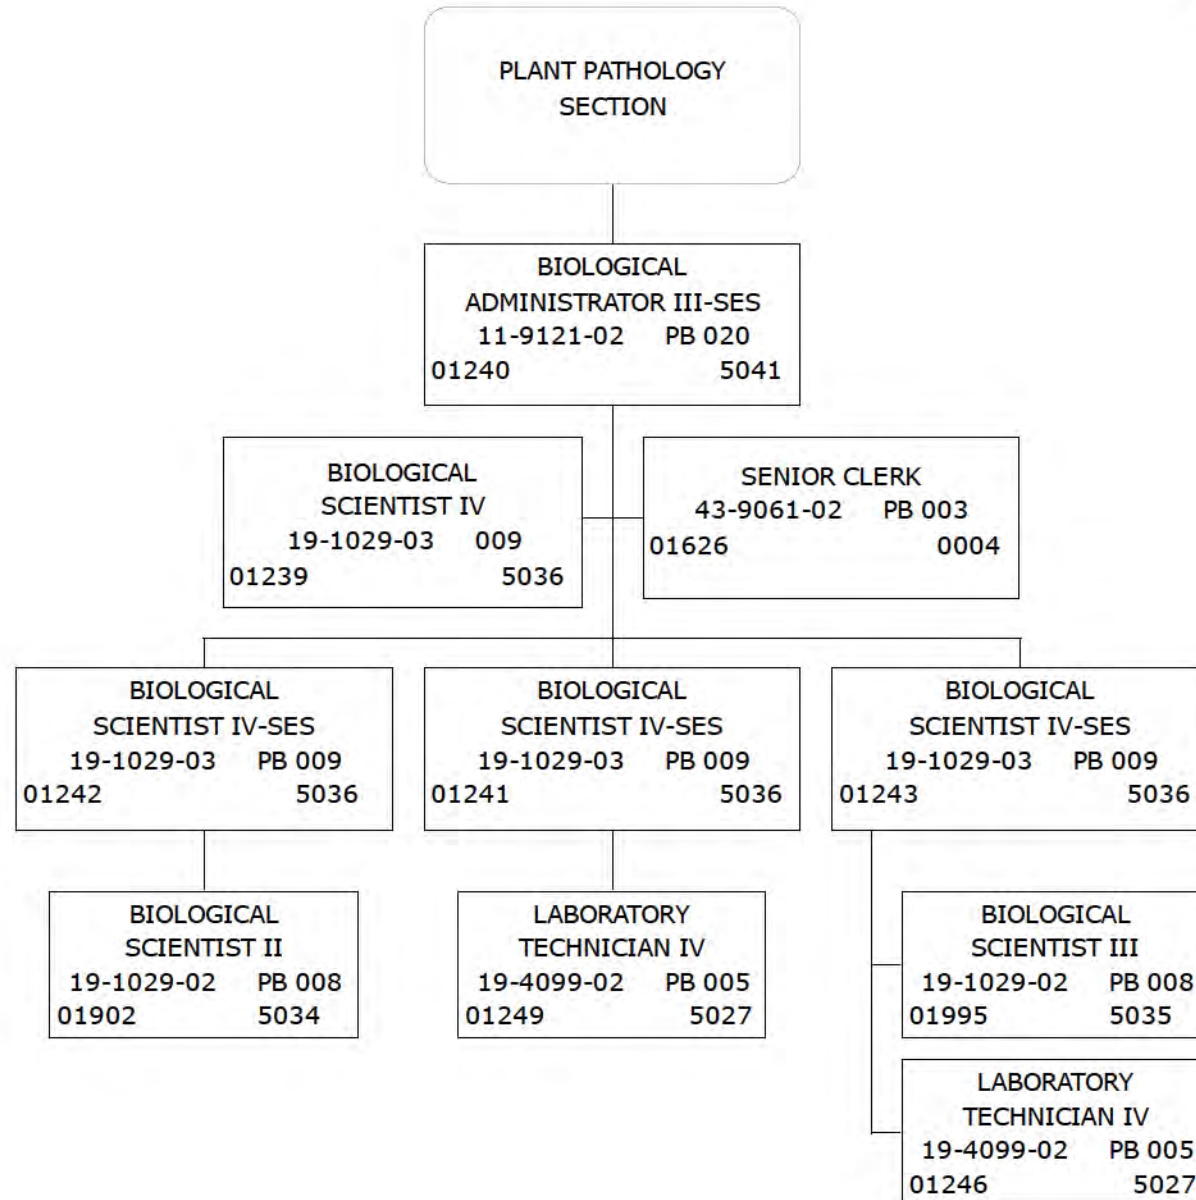 PLANT PATHOLOGY
SECTION
BIOLOGICAL
ADMINISTRATOR III-SES
11-9121-02 PB 020
01240 5041
BIOLOGICAL
SCIENTIST IV
19-1029-03 009
01239 5036
SENIOR CLERK
43-9061-02 PB 003
01626 0004
BIOLOGICAL
SCIENTIST IV-SES
19-1029-03 PB 009
01242 5036
BIOLOGICAL
SCIENTIST IV-SES
19-1029-03 PB 009
01241 5036
BIOLOGICAL
SCIENTIST IV-SES
19-1029-03 PB 009
01243 5036
BIOLOGICAL
SCIENTIST II
19-1029-02 PB 008
01902 5034
LABORATORY
TECHNICIAN IV
19-4099-02 PB 005
01249 5027
BIOLOGICAL
SCIENTIST III
19-1029-02 PB 008
01995 5035
LABORATORY
TECHNICIAN IV
19-4099-02 PB 005
01246 5027